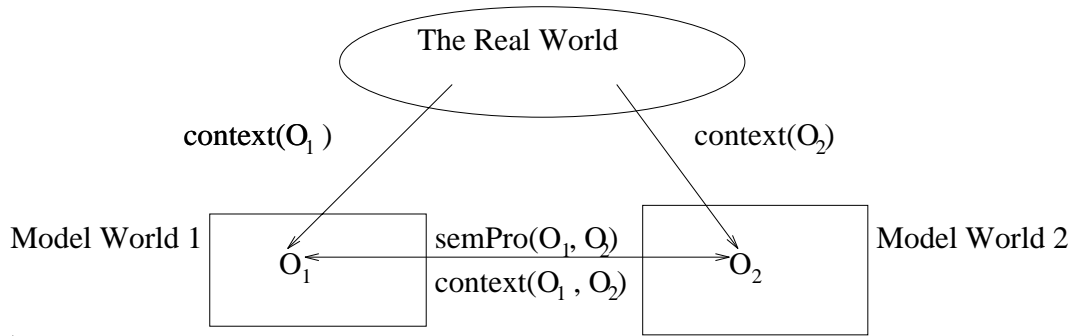 The Real World
context(O₁ )
context(O₂)
Model World 1
semPro(O₁, O₂)
Model World 2
O₁
O₂
context(O₁ , O₂)